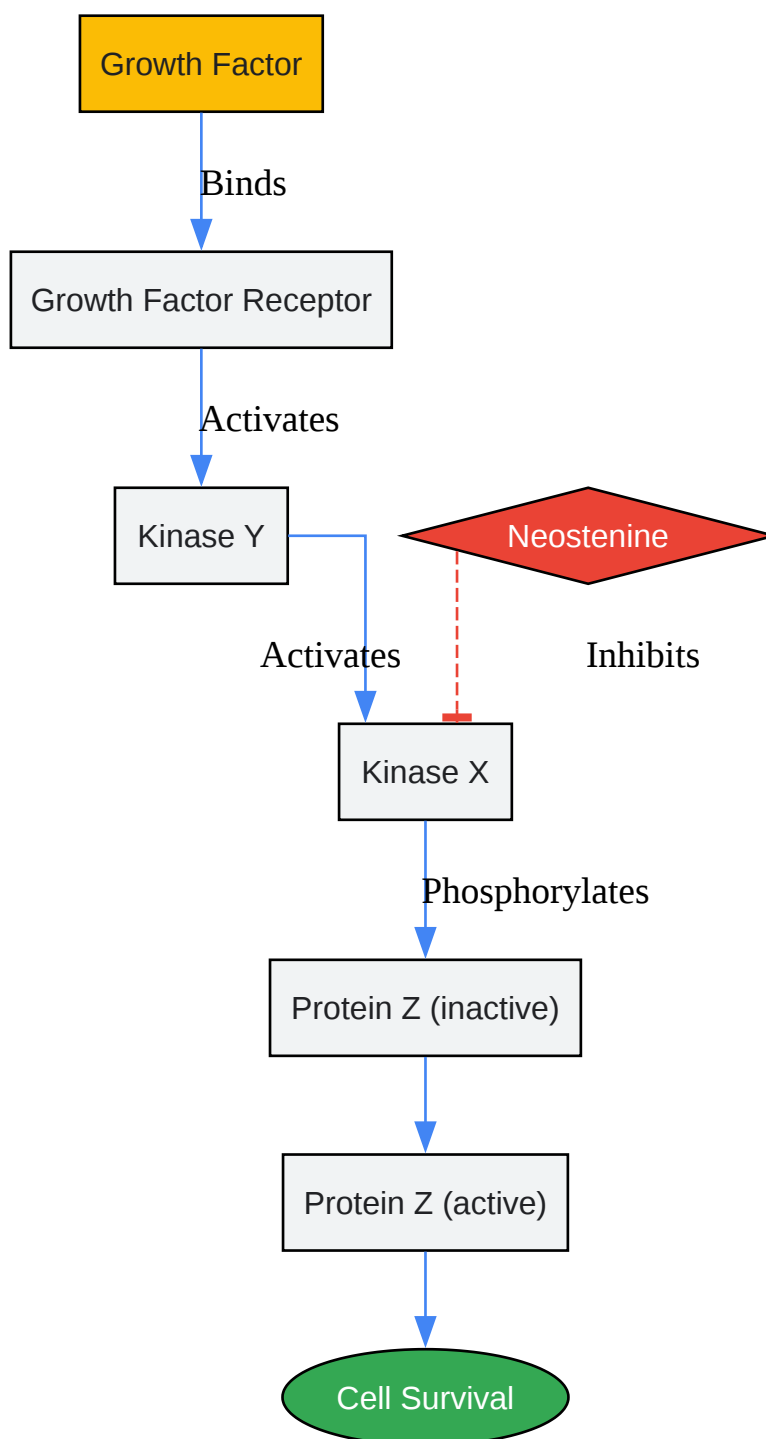 Growth Factor
Binds
Growth Factor Receptor
Activates
Kinase Y
Neostenine
Activates
Inhibits
Kinase X
Phosphorylates
Protein Z (inactive)
Protein Z (active)
Cell Survival